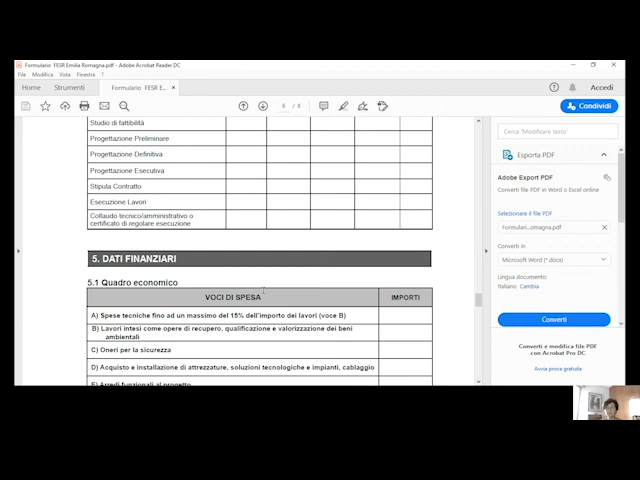 Formulario FESR Emilia Romagna.pdf - Adobe Acrobat Reader DC
File Modifica Vista Finestra ?
Home Strumenti Formulario FESR E... × Accedi
6 / 8 Condividi
Studio di fattibilità
Progettazione Preliminare
Progettazione Definitiva
Progettazione Esecutiva
Stipula Contratto
Esecuzione Lavori
Collaudo tecnico/amministrativo o
certificato di regolare esecuzione
5. DATI FINANZIARI
5.1 Quadro economico
VOCI DI SPESA IMPORTI
A) Spese tecniche fino ad un massimo del 15% dell'importo dei lavori (voce B)
B) Lavori intesi come opere di recupero, qualificazione e valorizzazione dei beni
ambientali
C) Oneri per la sicurezza
D) Acquisto e installazione di attrezzature, soluzioni tecnologiche e impianti, cablaggio
E) Arredi funzionali al progetto
Cerca 'Modificare testo'
Esporta PDF
Adobe Export PDF
Converti file PDF in Word o Excel online
Selezionare il file PDF
Formulari...omagna.pdf ×
Converti in
Microsoft Word (*.docx)
Lingua documento:
Italiano Cambia
Converti
Converti e modifica file PDF
con Acrobat Pro DC
Avvia prova gratuita